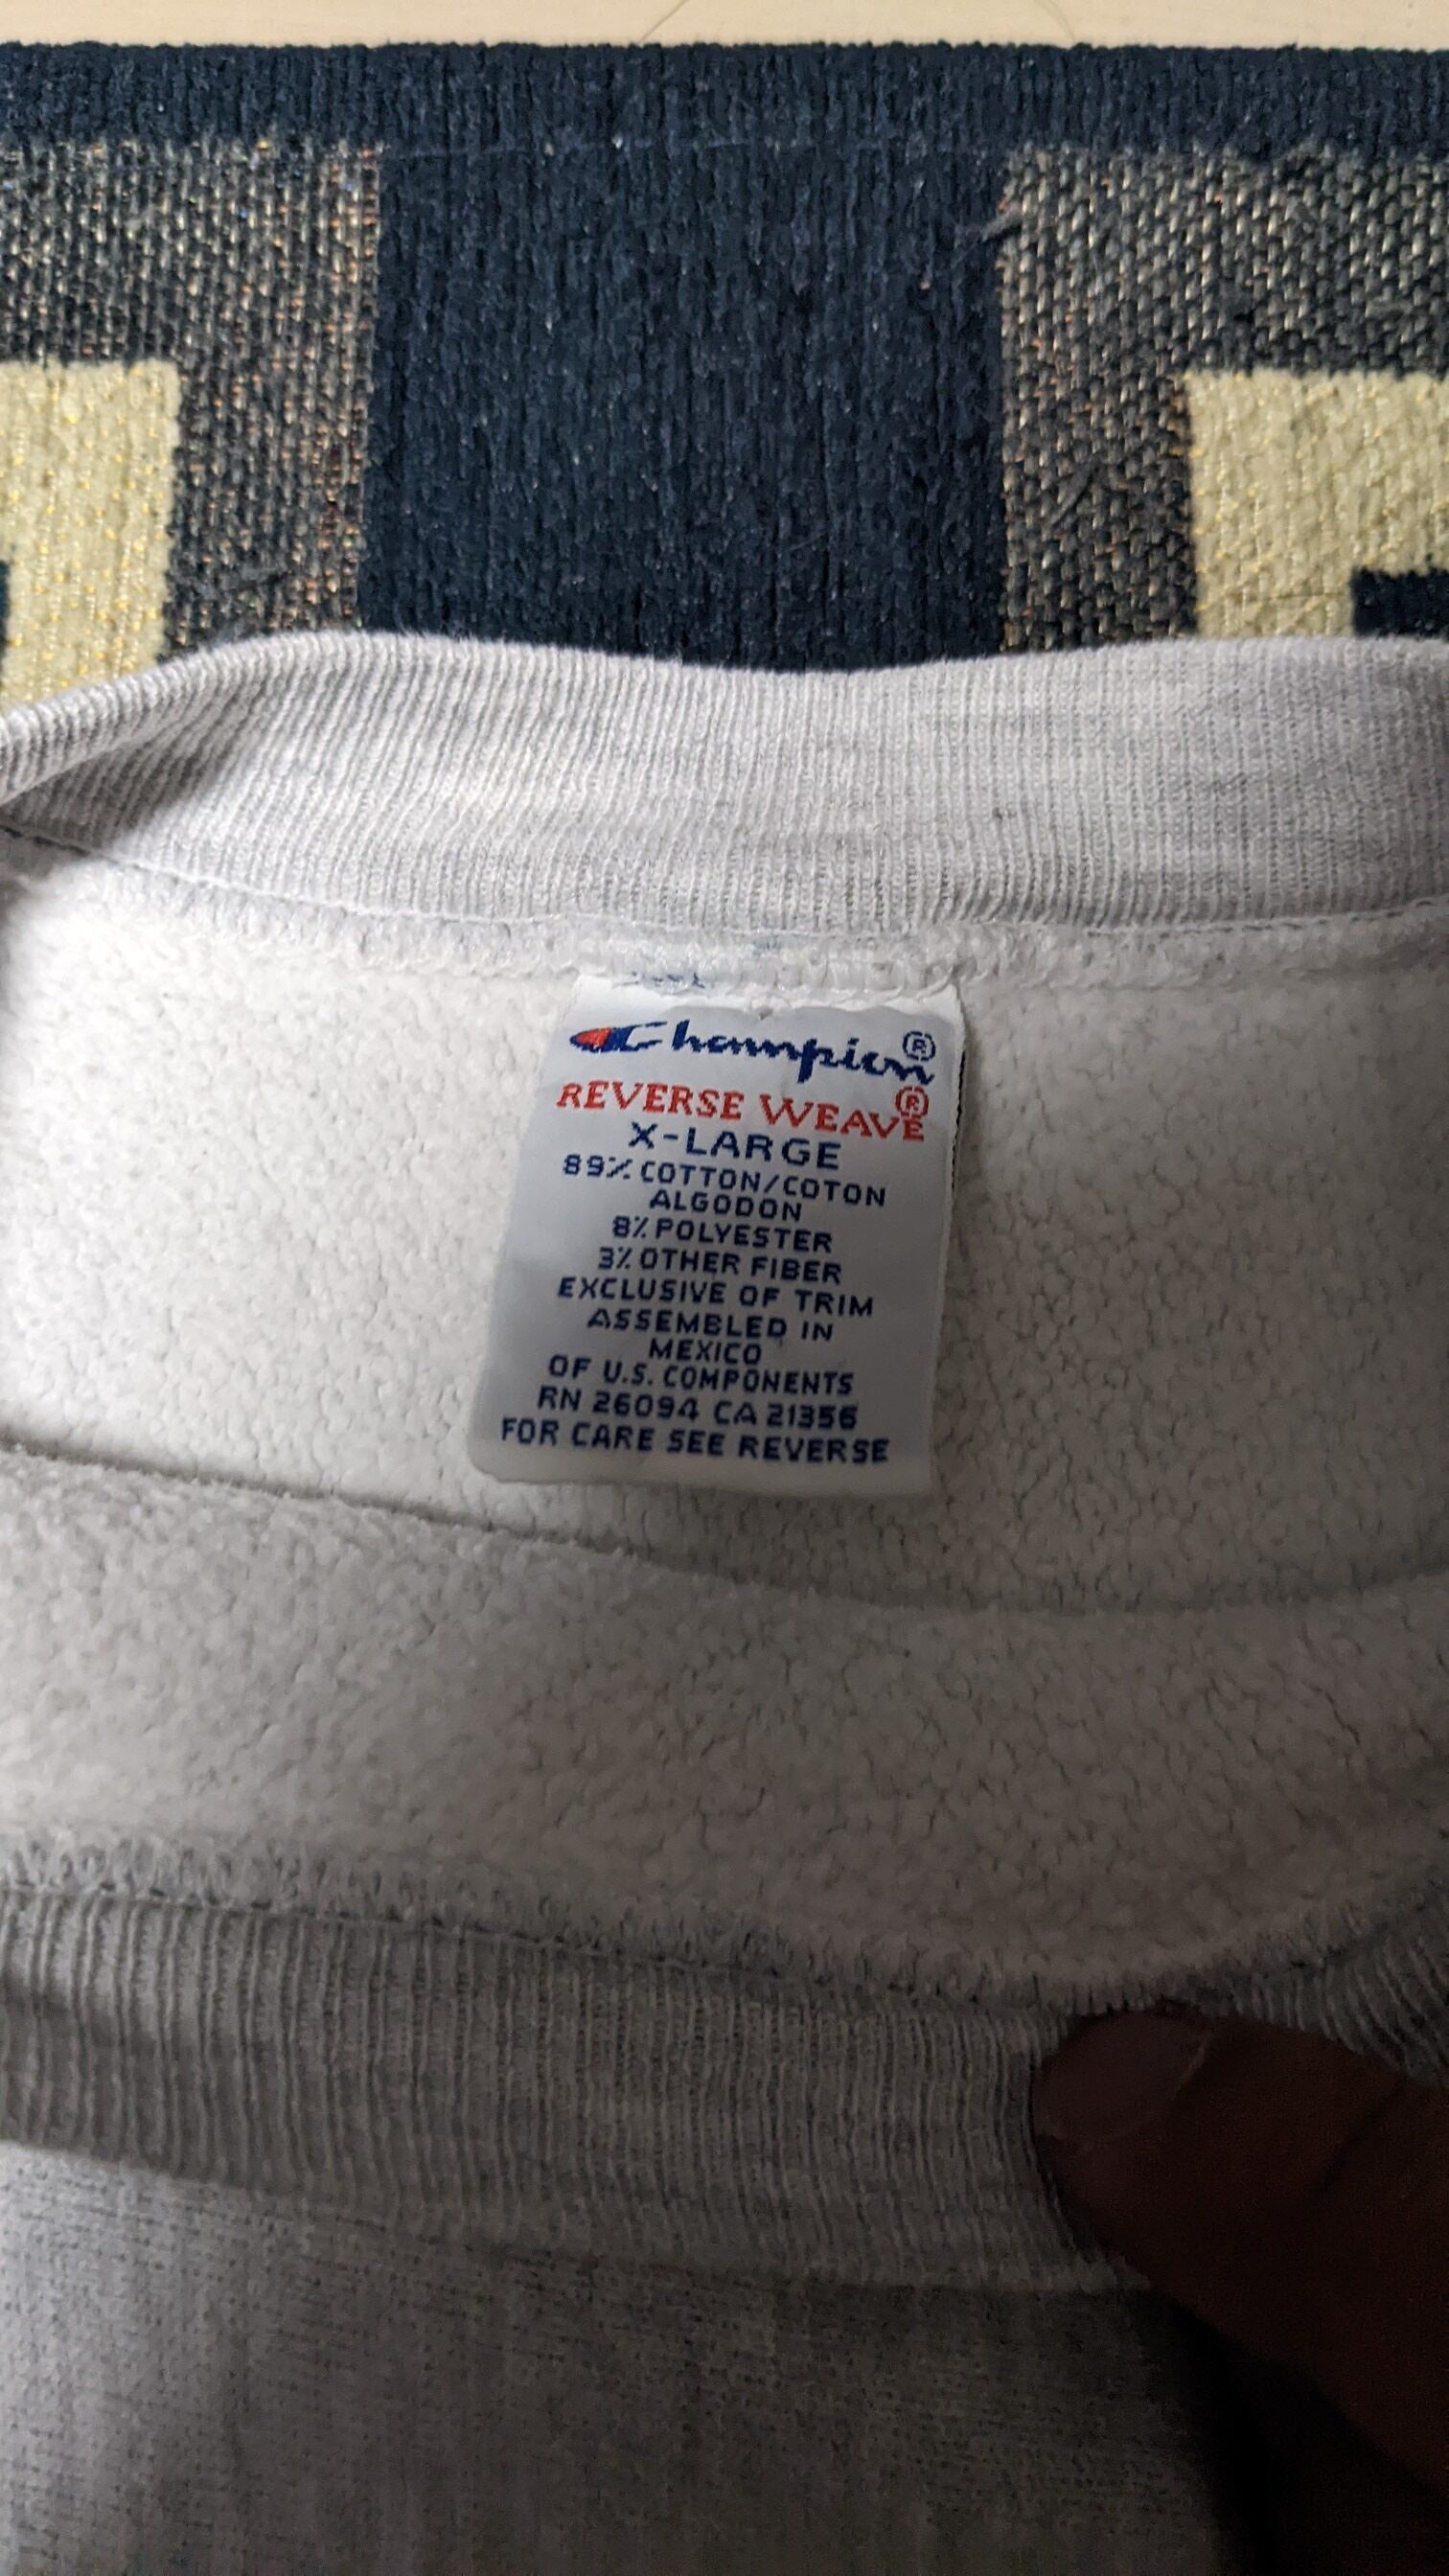 Champion®
REVERSE WEAVE®
X-LARGE
89% COTTON/COTON
ALGODON
8% POLYESTER
3% OTHER FIBER
EXCLUSIVE OF TRIM
ASSEMBLED IN
MEXICO
OF U.S. COMPONENTS
RN 26094 CA 21356
FOR CARE SEE REVERSE